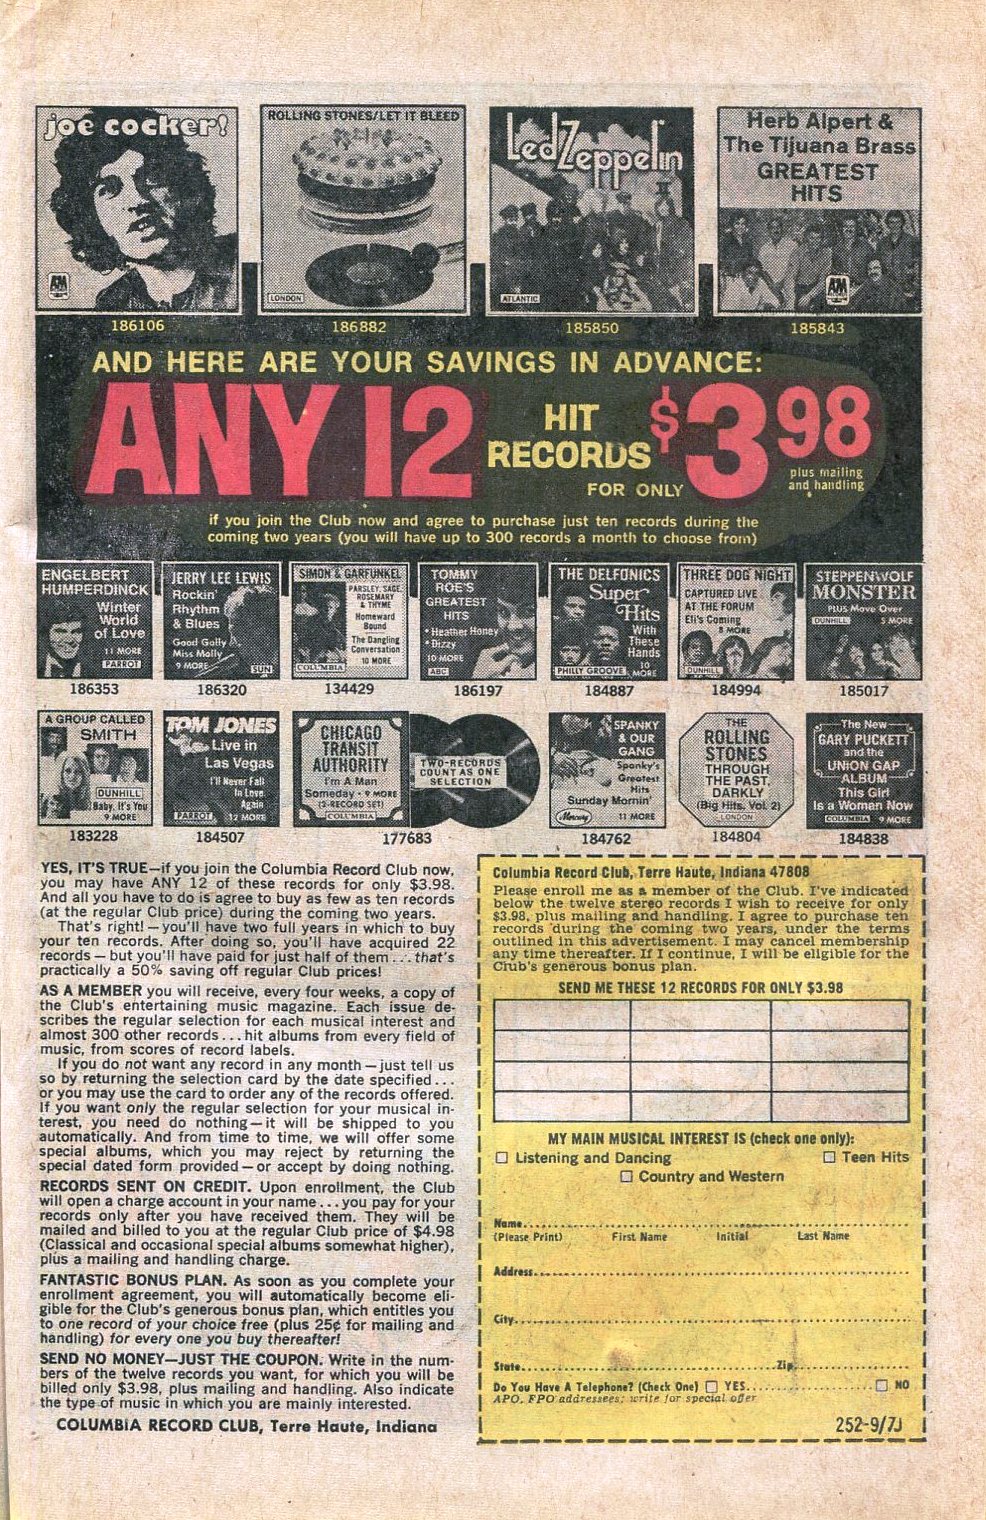 joe cocker!
A&M
186106
ROLLING STONES/LET IT BLEED
LONDON
186882
Led Zeppelin
ATLANTIC
185850
Herb Alpert &
The Tijuana Brass
GREATEST
HITS
A&M
185843
AND HERE ARE YOUR SAVINGS IN ADVANCE:
ANY 12
HIT
RECORDS
FOR ONLY
$3.98
plus mailing
and handling
if you join the Club now and agree to purchase just ten records during the
coming two years (you will have up to 300 records a month to choose from)
ENGELBERT
HUMPERDINCK
Winter
World
of Love
11 MORE
PARROT
186353
JERRY LEE LEWIS
Rockin'
Rhythm
& Blues
Good Golly
Miss Molly
9 MORE
SUN
186320
SIMON & GARFUNKEL
PARSLEY, SAGE,
ROSEMARY
& THYME
Homeward
Bound
The Dangling
Conversation
10 MORE
COLUMBIA
134429
TOMMY
ROE'S
GREATEST
HITS
• Heather Honey
• Dizzy
10 MORE
ABC
186197
THE DELFONICS
Super
Hits
With
These
Hands
10
MORE
PHILLY GROOVE
184887
THREE DOG NIGHT
CAPTURED LIVE
AT THE FORUM
Eli's Coming
8 MORE
DUNHILL
184994
STEPPENWOLF
MONSTER
PLUS Move Over
DUNHILL
5 MORE
185017
A GROUP CALLED
SMITH
DUNHILL
Baby, It's You
9 MORE
183228
TOM JONES
Live in
Las Vegas
I'll Never Fall
In Love
Again
PARROT
12 MORE
184507
CHICAGO
TRANSIT
AUTHORITY
I'm A Man
Someday • 9 MORE
(2-RECORD SET)
COLUMBIA
TWO-RECORDS
COUNT AS ONE
SELECTION
177683
SPANKY
& OUR
GANG
Spanky's
Greatest
Hits
Sunday Mornin'
Mercury
11 MORE
184762
THE
ROLLING
STONES
THROUGH
THE PAST,
DARKLY
(Big Hits, Vol. 2)
LONDON
184804
The New
GARY PUCKETT
and the
UNION GAP
ALBUM
This Girl
Is a Woman Now
COLUMBIA
9 MORE
184838
YES, IT'S TRUE—if you join the Columbia Record Club now,
you may have ANY 12 of these records for only $3.98.
And all you have to do is agree to buy as few as ten records
(at the regular Club price) during the coming two years.
That's right!—you'll have two full years in which to buy
your ten records. After doing so, you'll have acquired 22
records—but you'll have paid for just half of them...that's
practically a 50% saving off regular Club prices!
AS A MEMBER you will receive, every four weeks, a copy of
the Club's entertaining music magazine. Each issue de-
scribes the regular selection for each musical interest and
almost 300 other records...hit albums from every field of
music, from scores of record labels.
If you do not want any record in any month—just tell us
so by returning the selection card by the date specified...
or you may use the card to order any of the records offered.
If you want only the regular selection for your musical in-
terest, you need do nothing—it will be shipped to you
automatically. And from time to time, we will offer some
special albums, which you may reject by returning the
special dated form provided—or accept by doing nothing.
RECORDS SENT ON CREDIT. Upon enrollment, the Club
will open a charge account in your name...you pay for your
records only after you have received them. They will be
mailed and billed to you at the regular Club price of $4.98
(Classical and occasional special albums somewhat higher),
plus a mailing and handling charge.
FANTASTIC BONUS PLAN. As soon as you complete your
enrollment agreement, you will automatically become eli-
gible for the Club's generous bonus plan, which entitles you
to one record of your choice free (plus 25¢ for mailing and
handling) for every one you buy thereafter!
SEND NO MONEY—JUST THE COUPON. Write in the num-
bers of the twelve records you want, for which you will be
billed only $3.98, plus mailing and handling. Also indicate
the type of music in which you are mainly interested.
COLUMBIA RECORD CLUB, Terre Haute, Indiana
Columbia Record Club, Terre Haute, Indiana 47808
Please enroll me as a member of the Club. I've indicated
below the twelve stereo records I wish to receive for only
$3.98, plus mailing and handling. I agree to purchase ten
records during the coming two years, under the terms
outlined in this advertisement. I may cancel membership
any time thereafter. If I continue, I will be eligible for the
Club's generous bonus plan.
SEND ME THESE 12 RECORDS FOR ONLY $3.98
MY MAIN MUSICAL INTEREST IS (check one only):
Listening and Dancing
Teen Hits
Country and Western
Name
(Please Print) First Name Initial Last Name
Address
City
State Zip
Do You Have A Telephone? (Check One) YES NO
APO, FPO addressees: write for special offer
252-9/7J